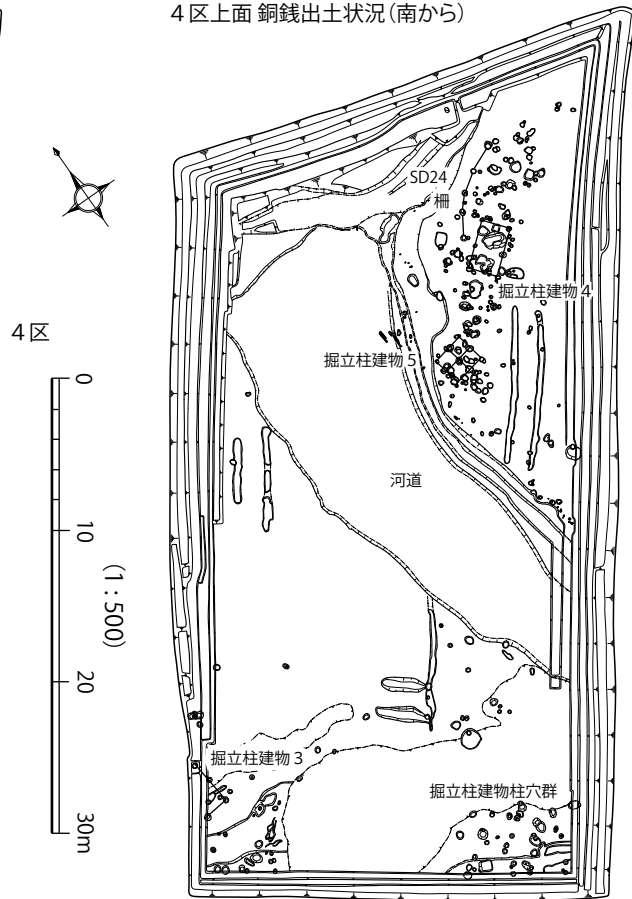 4区上面 銅銭出土状況（南から）
SD24
柵
掘立柱建物4
4区
掘立柱建物5
0
河道
10
(1：500)
20
掘立柱建物3
掘立柱建物柱穴群
30m